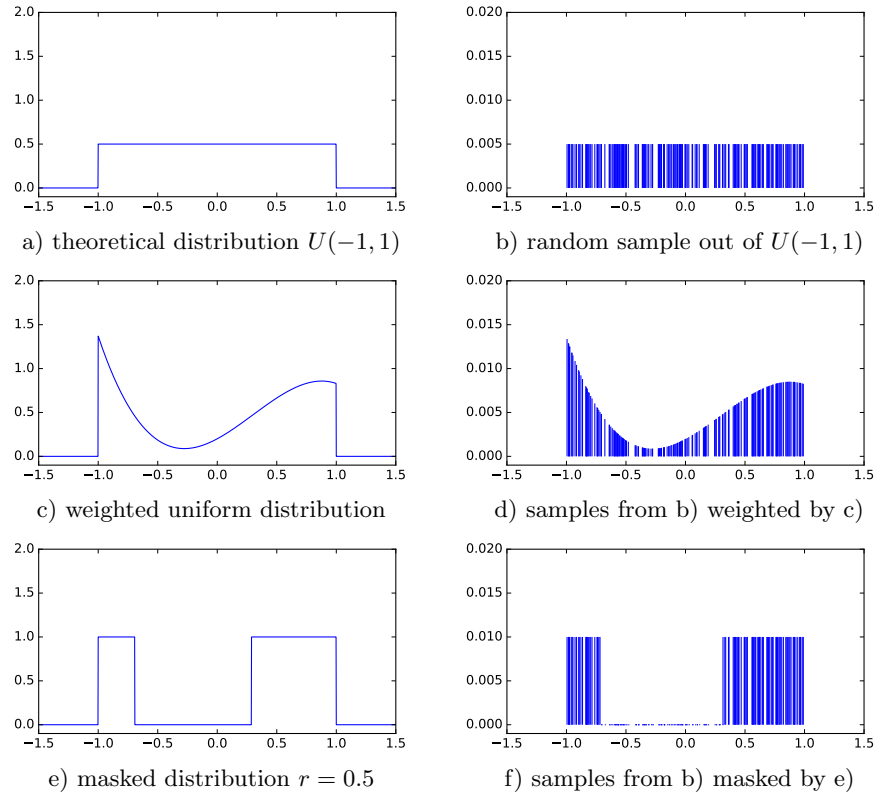 2.0
1.5
1.0
0.5
0.0
−1.5 −1.0 −0.5 0.0 0.5 1.0 1.5
a) theoretical distribution U(−1, 1)
0.020
0.015
0.010
0.005
0.000
−1.5 −1.0 −0.5 0.0 0.5 1.0 1.5
b) random sample out of U(−1, 1)
2.0
1.5
1.0
0.5
0.0
−1.5 −1.0 −0.5 0.0 0.5 1.0 1.5
c) weighted uniform distribution
0.020
0.015
0.010
0.005
0.000
−1.5 −1.0 −0.5 0.0 0.5 1.0 1.5
d) samples from b) weighted by c)
2.0
1.5
1.0
0.5
0.0
−1.5 −1.0 −0.5 0.0 0.5 1.0 1.5
e) masked distribution r = 0.5
0.020
0.015
0.010
0.005
0.000
−1.5 −1.0 −0.5 0.0 0.5 1.0 1.5
f) samples from b) masked by e)